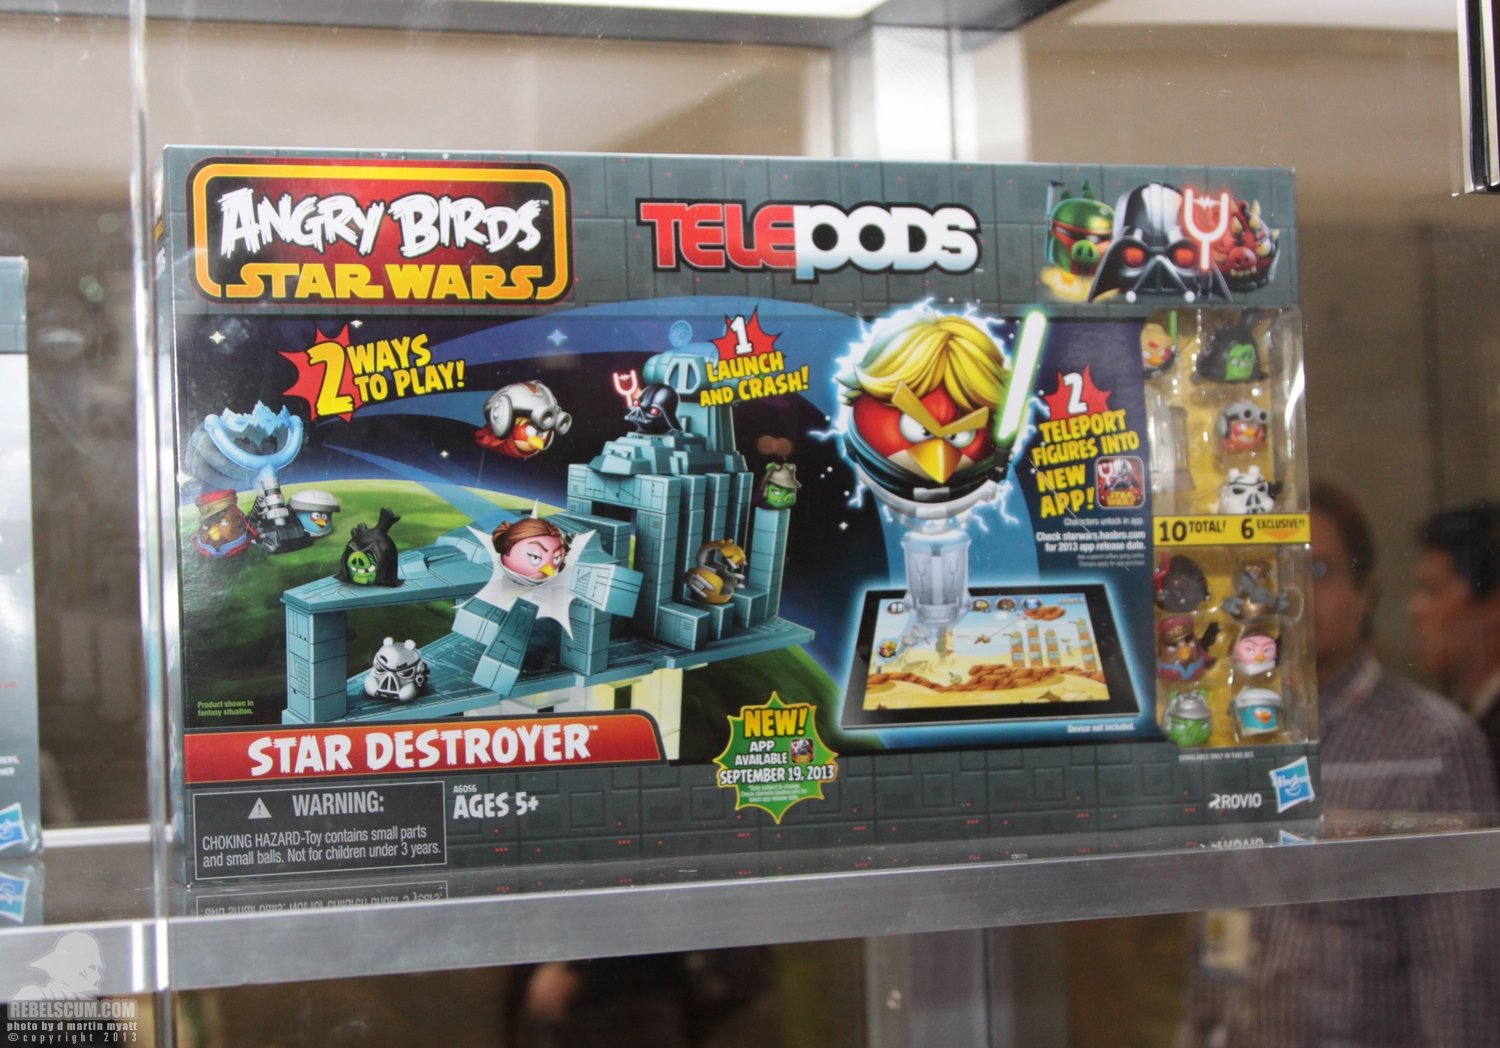 ANGRY BIRDS™
STAR WARS
TELEPODS
2 WAYS
TO PLAY!
1
LAUNCH
AND CRASH!
2
TELEPORT
FIGURES INTO
NEW
APP!
Characters unlock in app.
Check starwars.hasbro.com
for 2013 app release date.
10 TOTAL! 6 EXCLUSIVE!
Product shown in
fantasy situation.
Device not included.
STAR DESTROYER™
NEW!
APP
AVAILABLE
SEPTEMBER 19, 2013
WARNING:
CHOKING HAZARD-Toy contains small parts
and small balls. Not for children under 3 years.
A6056
AGES 5+
ROVIO
Hasbro
REBELSCUM.COM
photo by d martin myatt
©copyright 2013